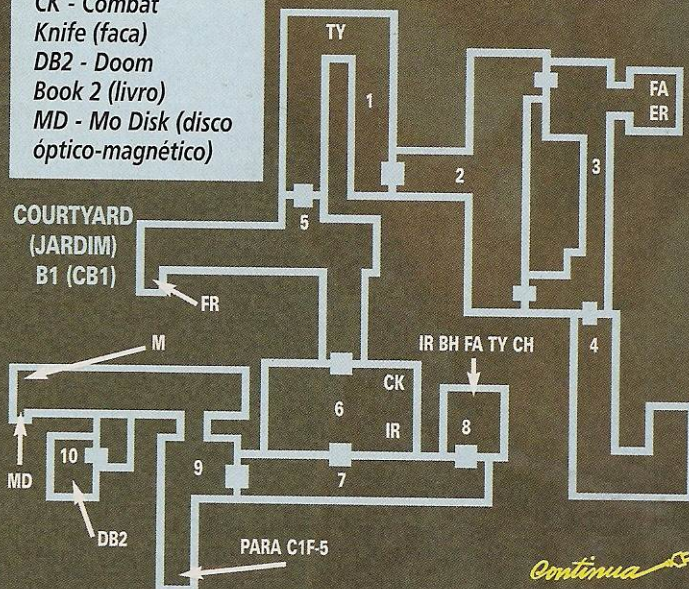 CK - Combat
Knife (faca)
DB2 - Doom
Book 2 (livro)
MD - Mo Disk (disco
óptico-magnético)
TY
1
2
3
FA
ER
COURTYARD
(JARDIM)
B1 (CB1)
5
FR
M
IR BH FA TY CH
4
CK
6
IR
8
MD
10
9
7
DB2
PARA C1F-5
Continua